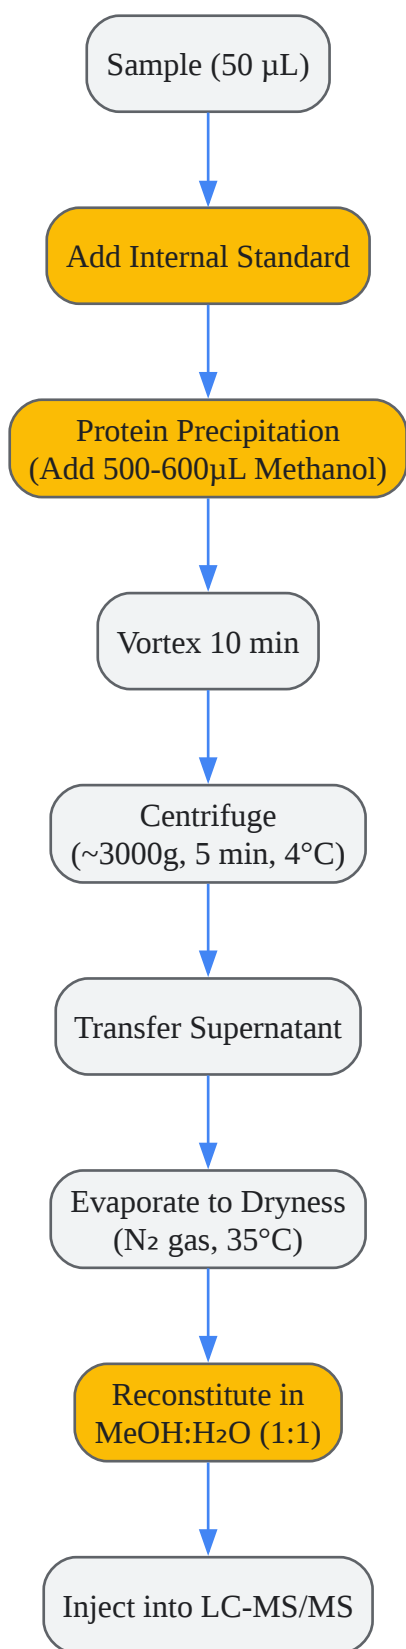 Sample (50 µL)
Add Internal Standard
Protein Precipitation
(Add 500-600µL Methanol)
Vortex 10 min
Centrifuge
(~3000g, 5 min, 4°C)
Transfer Supernatant
Evaporate to Dryness
(N₂ gas, 35°C)
Reconstitute in
MeOH:H₂O (1:1)
Inject into LC-MS/MS